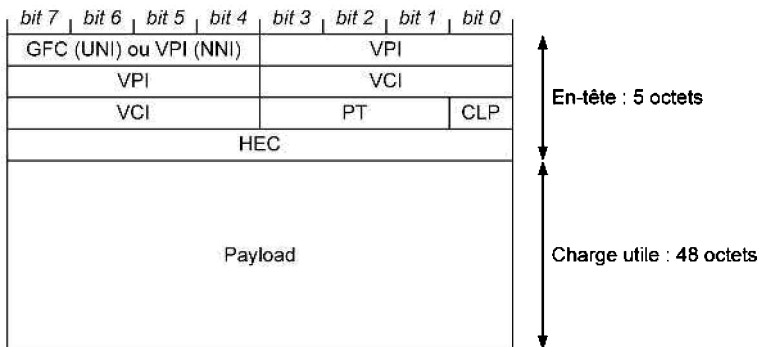 bit 7 bit 6 bit 5 bit 4 bit 3 bit 2 bit 1 bit 0
GFC (UNI) ou VPI (NNI) VPI
VPI VCI
VCI PT CLP
HEC
En-tête : 5 octets
Payload
Charge utile : 48 octets